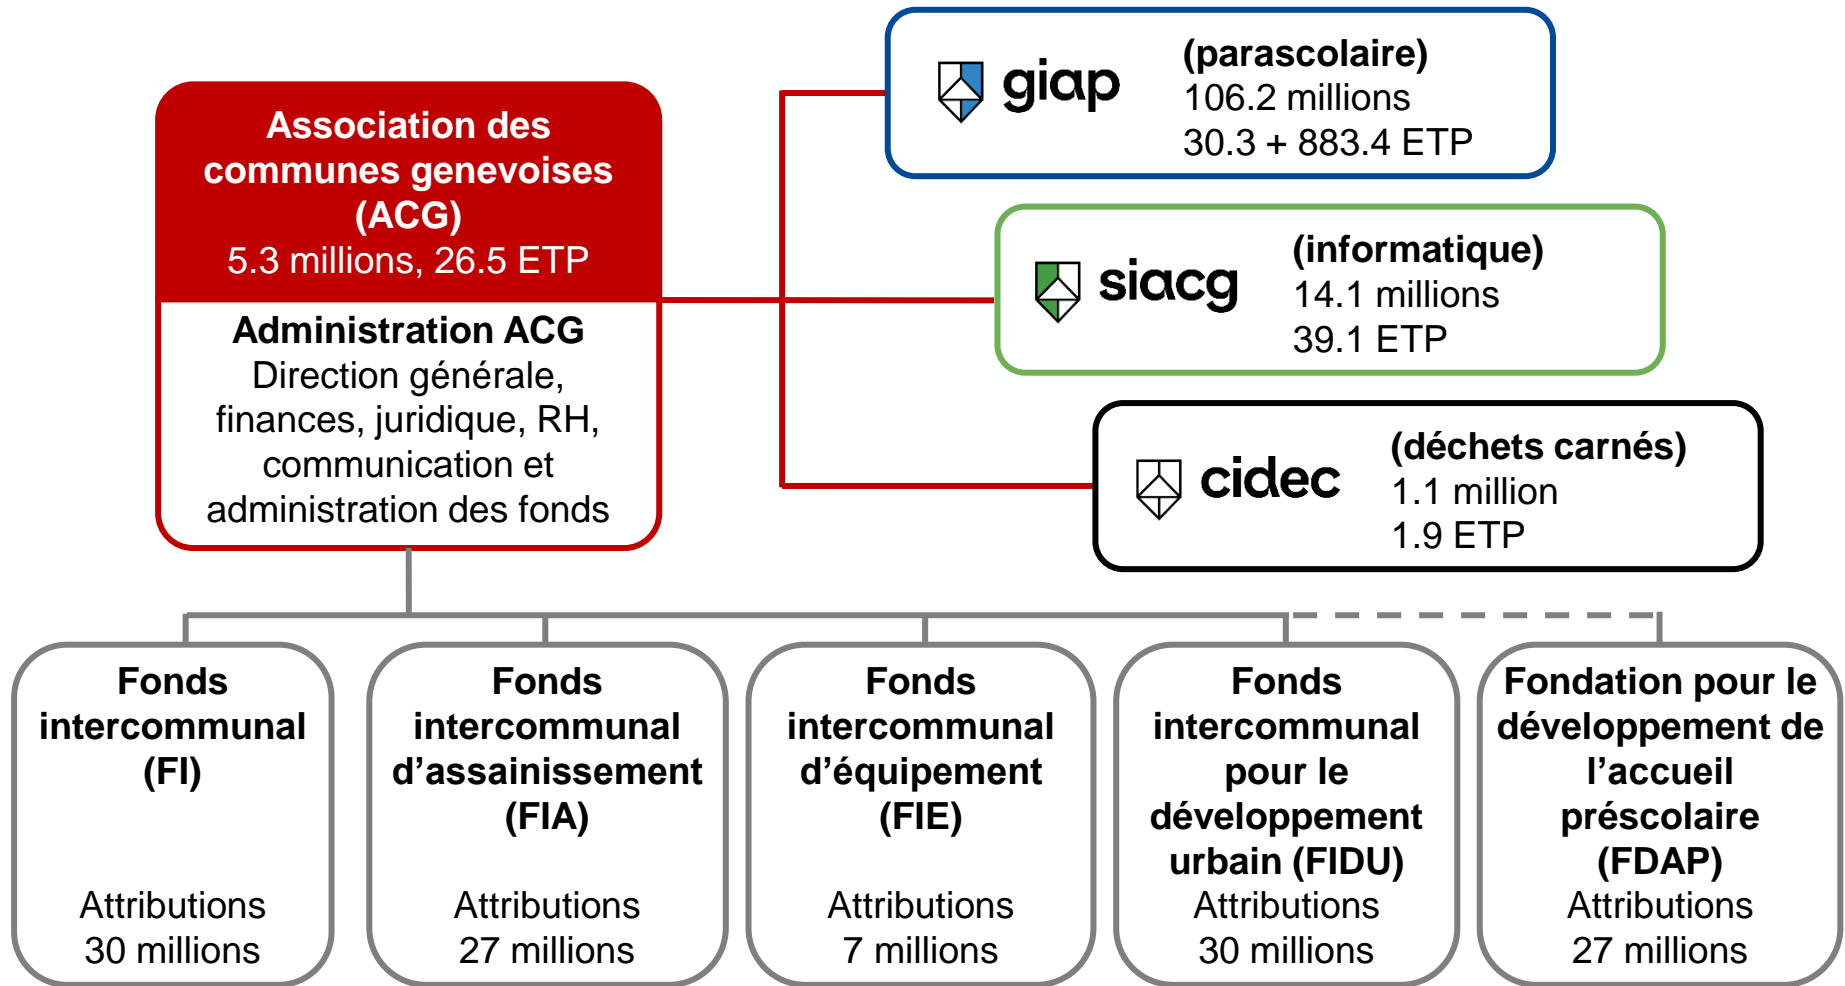 Association des
communes genevoises
(ACG)
5.3 millions, 26.5 ETP
Administration ACG
Direction générale,
finances, juridique, RH,
communication et
administration des fonds
giap
(parascolaire)
106.2 millions
30.3 + 883.4 ETP
siacg
(informatique)
14.1 millions
39.1 ETP
cidec
(déchets carnés)
1.1 million
1.9 ETP
Fonds
intercommunal
(FI)
Attributions
30 millions
Fonds
intercommunal
d’assainissement
(FIA)
Attributions
27 millions
Fonds
intercommunal
d’équipement
(FIE)
Attributions
7 millions
Fonds
intercommunal
pour le
développement
urbain (FIDU)
Attributions
30 millions
Fondation pour le
développement de
l’accueil
préscolaire
(FDAP)
Attributions
27 millions